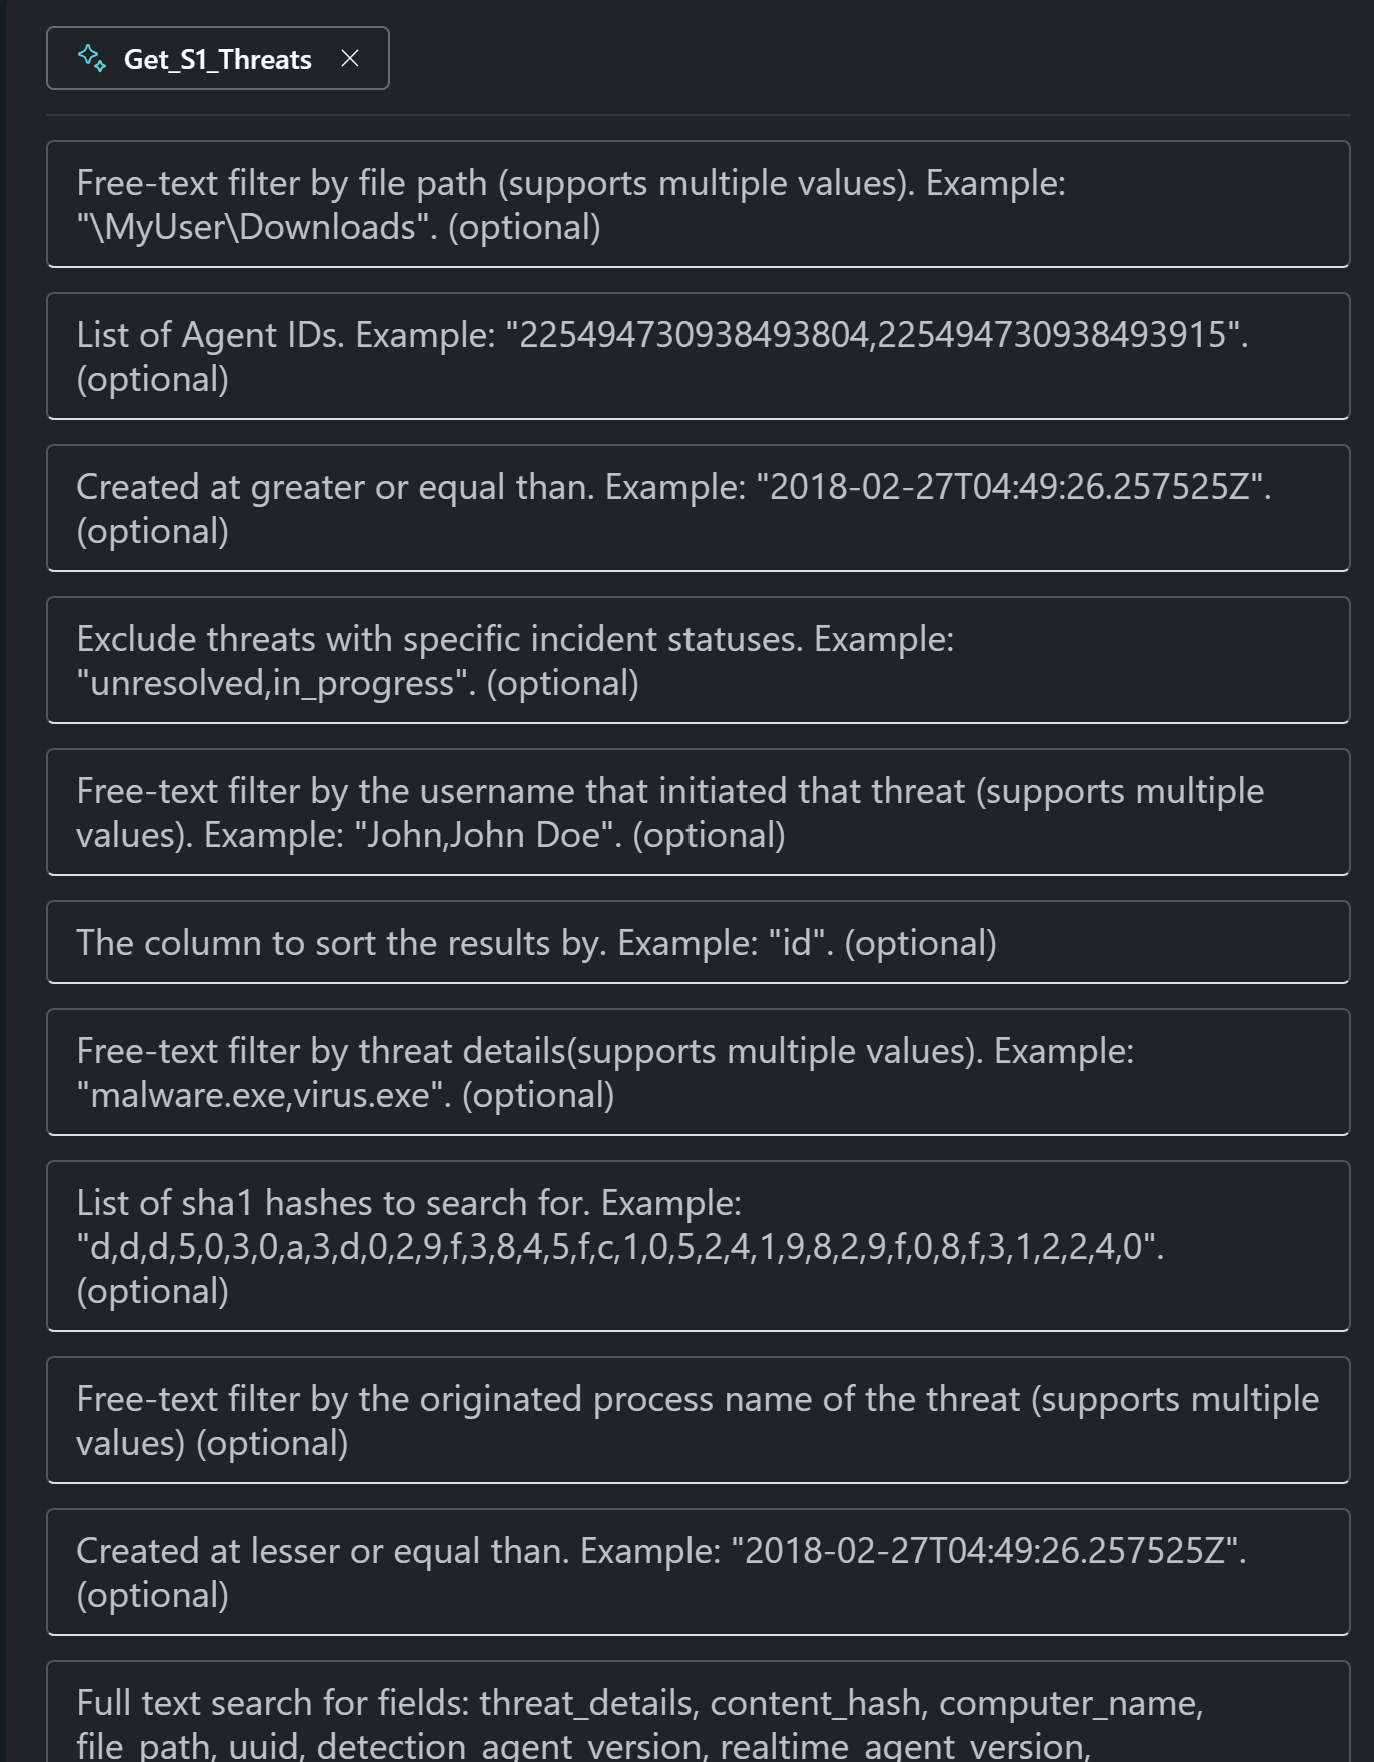 Get_S1_Threats
Free-text filter by file path (supports multiple values). Example:
"\MyUser\Downloads". (optional)
List of Agent IDs. Example: "225494730938493804,225494730938493915".
(optional)
Created at greater or equal than. Example: "2018-02-27T04:49:26.257525Z".
(optional)
Exclude threats with specific incident statuses. Example:
"unresolved,in_progress". (optional)
Free-text filter by the username that initiated that threat (supports multiple
values). Example: "John,John Doe". (optional)
The column to sort the results by. Example: "id". (optional)
Free-text filter by threat details(supports multiple values). Example:
"malware.exe,virus.exe". (optional)
List of sha1 hashes to search for. Example:
"d,d,d,5,0,3,0,a,3,d,0,2,9,f,3,8,4,5,f,c,1,0,5,2,4,1,9,8,2,9,f,0,8,f,3,1,2,2,4,0".
(optional)
Free-text filter by the originated process name of the threat (supports multiple
values) (optional)
Created at lesser or equal than. Example: "2018-02-27T04:49:26.257525Z".
(optional)
Full text search for fields: threat_details, content_hash, computer_name,
file_path, uuid, detection_agent_version, realtime_agent_version,